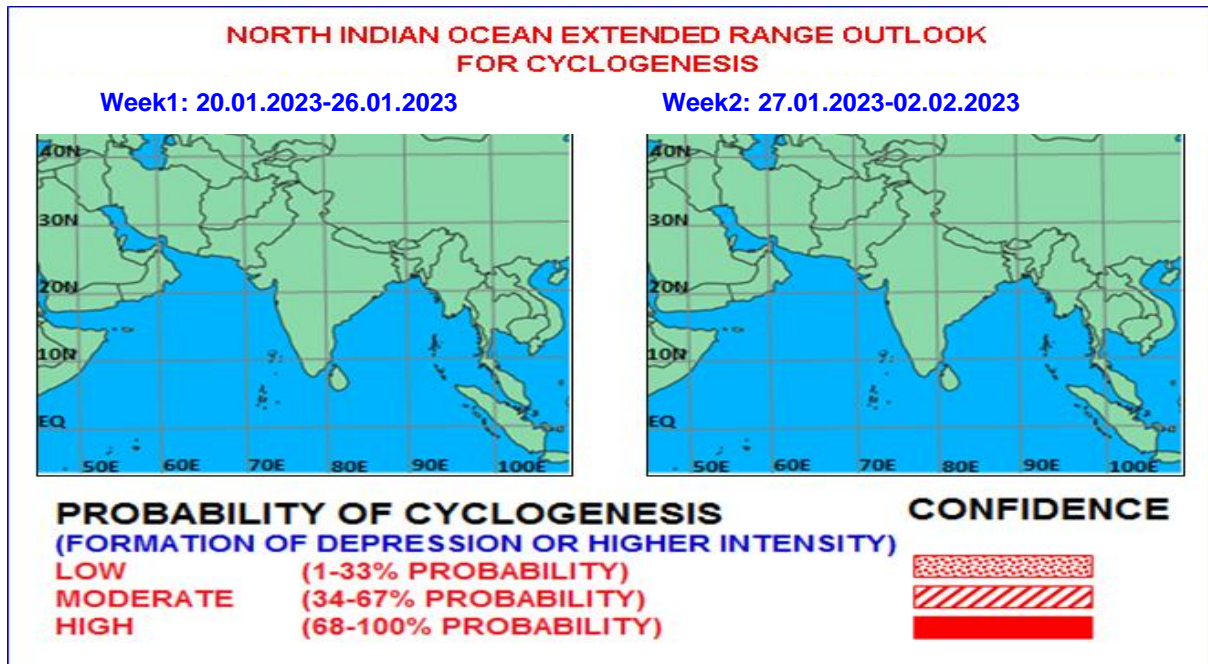 NORTH INDIAN OCEAN EXTENDED RANGE OUTLOOK
FOR CYCLOGENESIS
Week1: 20.01.2023-26.01.2023
Week2: 27.01.2023-02.02.2023
40N
30N
20N
10N
EQ
50E 60E 70E 80E 90E 100E
40N
30N
20N
10N
EQ
50E 60E 70E 80E 90E 100E
PROBABILITY OF CYCLOGENESIS
CONFIDENCE
(FORMATION OF DEPRESSION OR HIGHER INTENSITY)
LOW (1-33% PROBABILITY)
MODERATE (34-67% PROBABILITY)
HIGH (68-100% PROBABILITY)